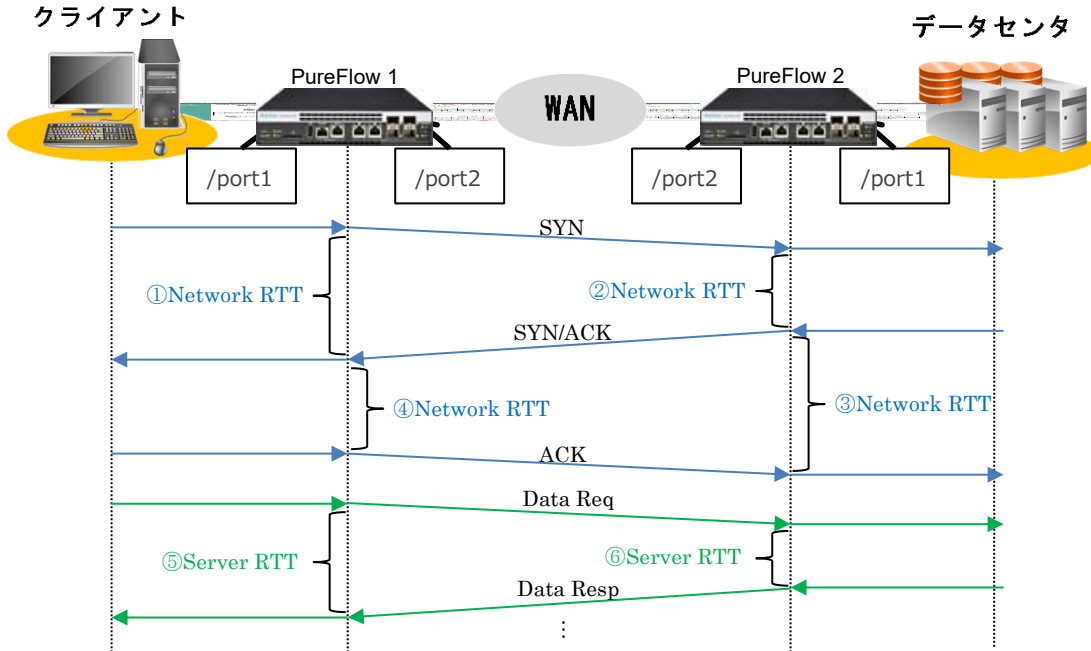 クライアント
データセンタ
PureFlow 1
PureFlow 2
WAN
/port1
/port2
/port2
/port1
SYN
①Network RTT
②Network RTT
SYN/ACK
④Network RTT
③Network RTT
ACK
Data Req
⑤Server RTT
⑥Server RTT
Data Resp
⋮